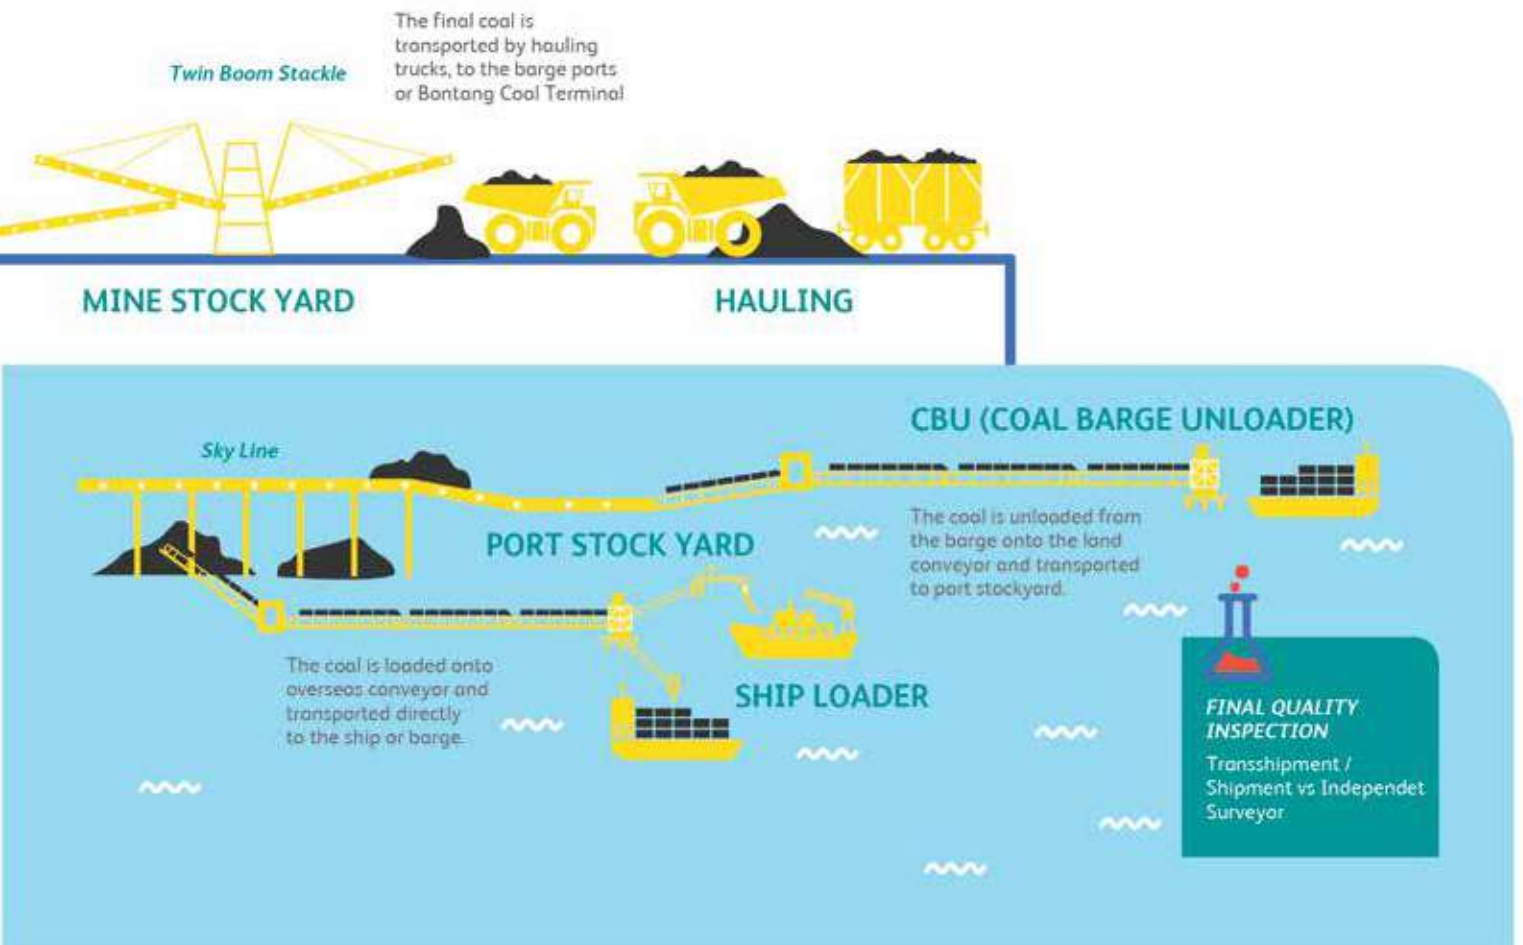 The final coal is
transported by hauling
trucks, to the barge ports
or Bontang Coal Terminal
Twin Boom Stackle
MINE STOCK YARD
HAULING
CBU (COAL BARGE UNLOADER)
Sky Line
PORT STOCK YARD
The coal is unloaded from
the barge onto the land
conveyor and transported
to port stockyard.
The coal is loaded onto
overseas conveyor and
transported directly
to the ship or barge.
SHIP LOADER
FINAL QUALITY
INSPECTION
Transshipment /
Shipment vs Independet
Surveyor